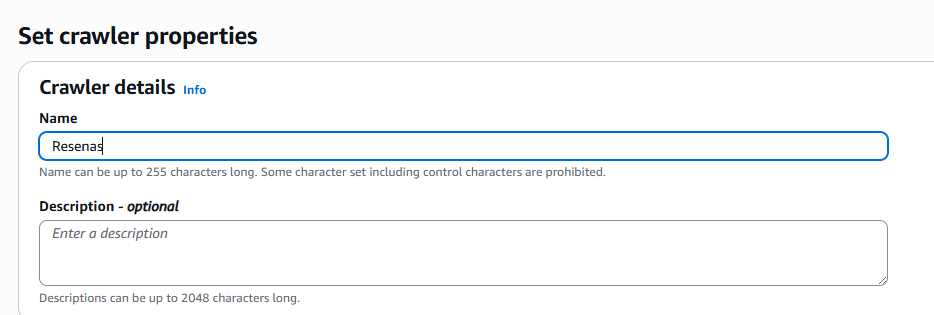 Set crawler properties
Crawler details Info
Name
Resenas
Name can be up to 255 characters long. Some character set including control characters are prohibited.
Description - optional
Enter a description
Descriptions can be up to 2048 characters long.